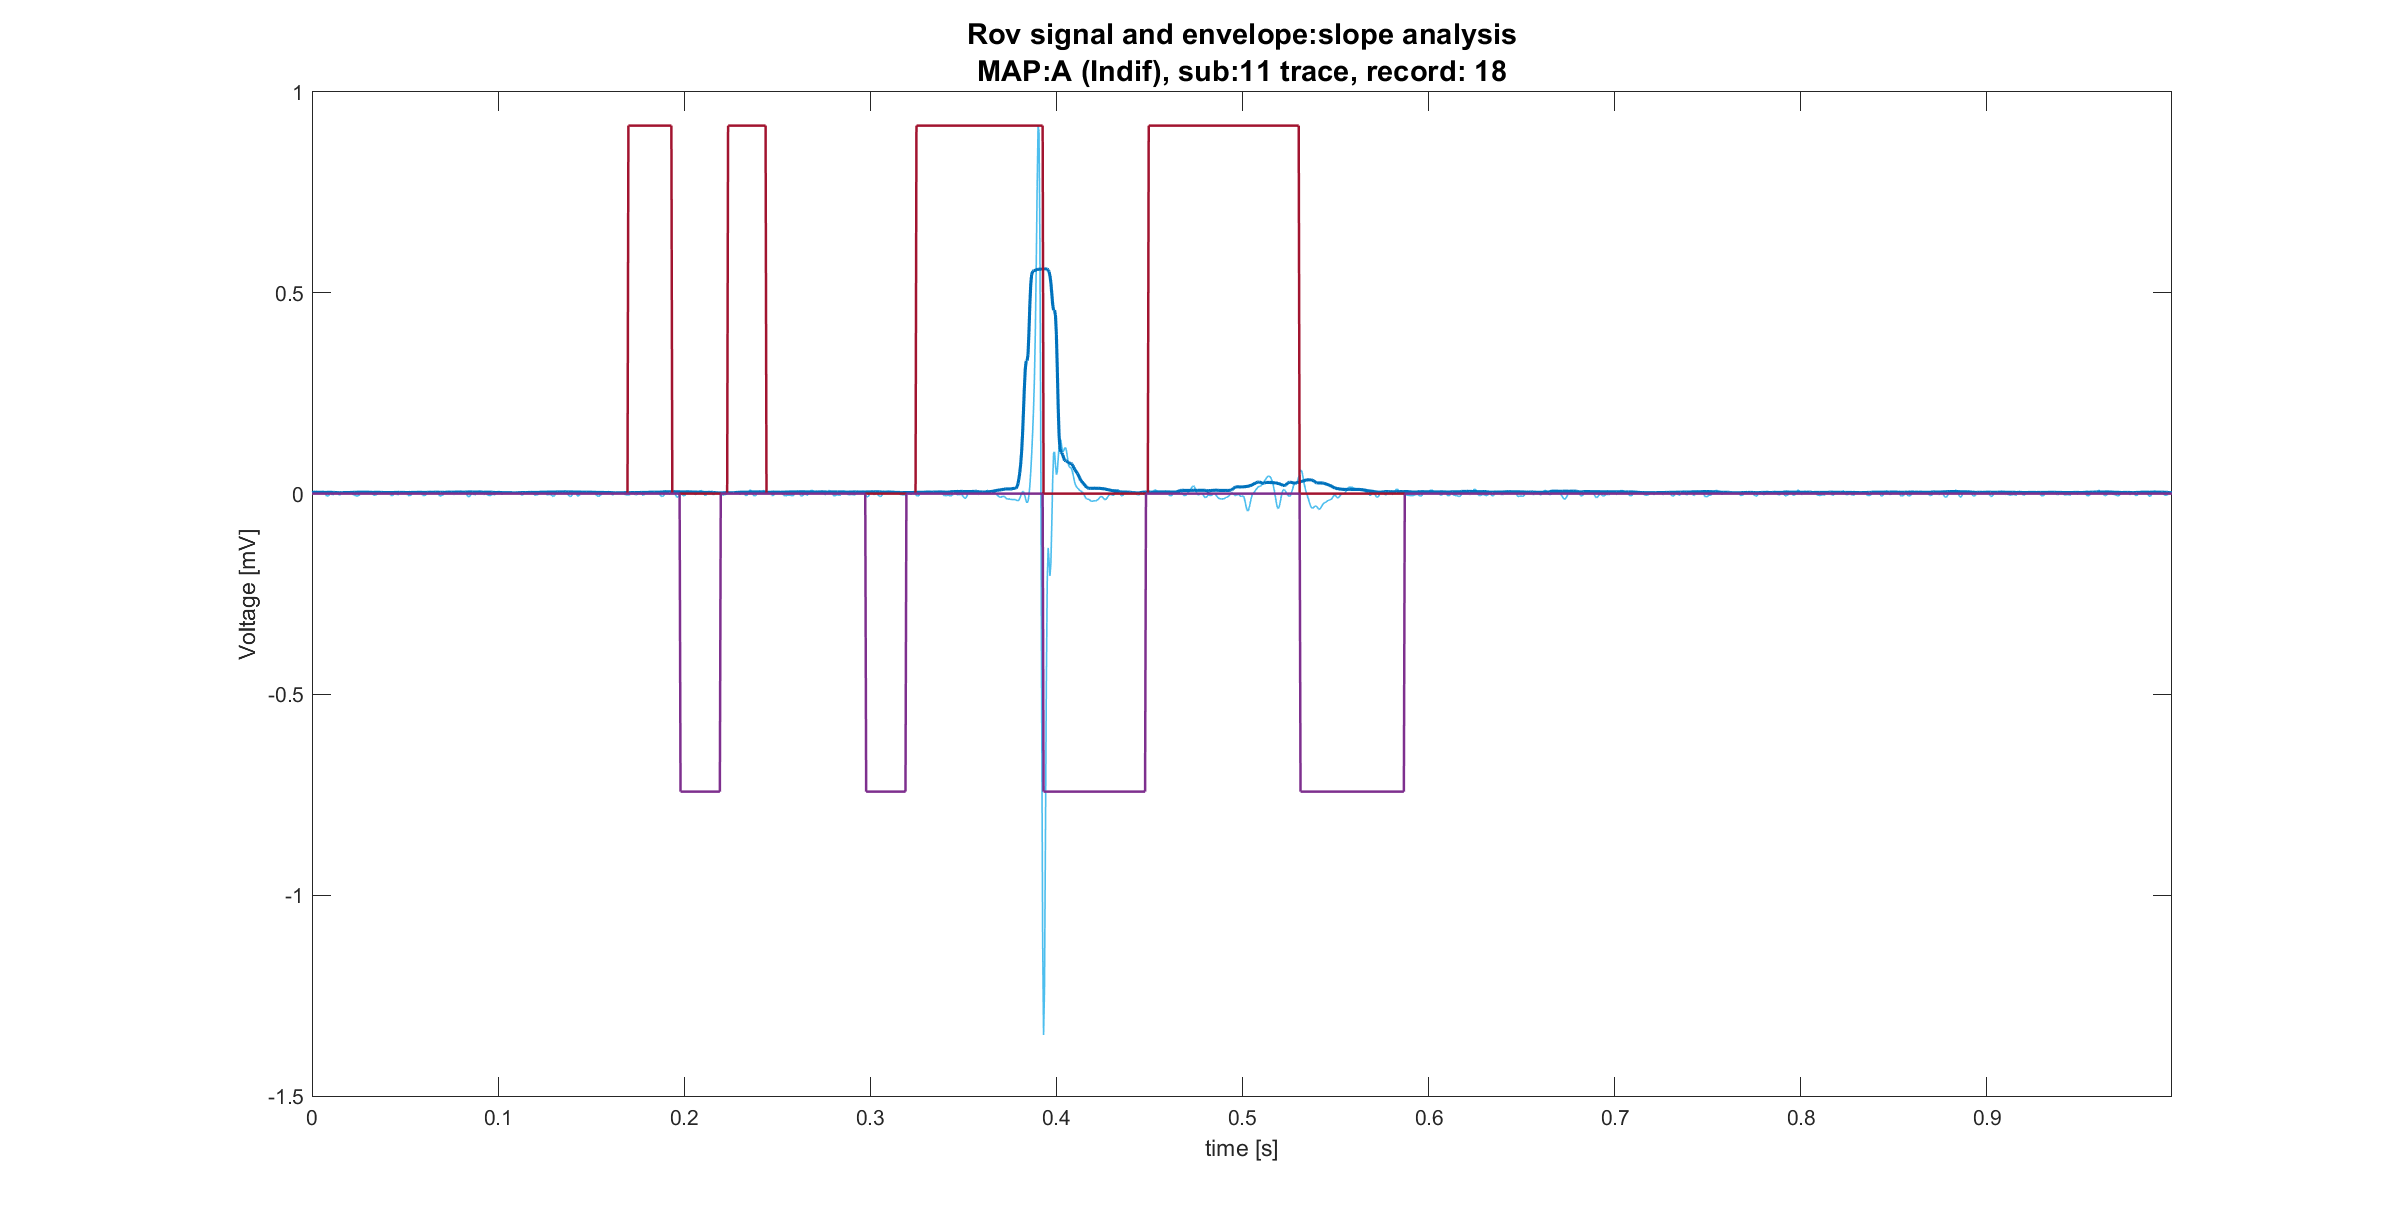 Rov signal and envelope:slope analysis
MAP:A (Indif), sub:11 trace, record: 18
1
0.5
0
-0.5
-1
-1.5
Voltage [mV]
0 0.1 0.2 0.3 0.4 0.5 0.6 0.7 0.8 0.9
time [s]